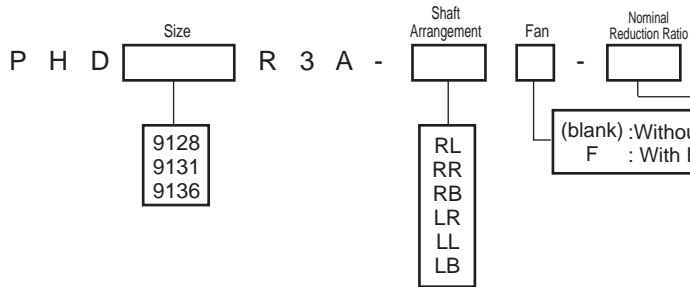 Size
Shaft
Arrangement
Fan
Nominal
Reduction Ratio
P H D R 3 A - -
9128
9131
9136
RL
RR
RB
LR
LL
LB
(blank) :
F : With